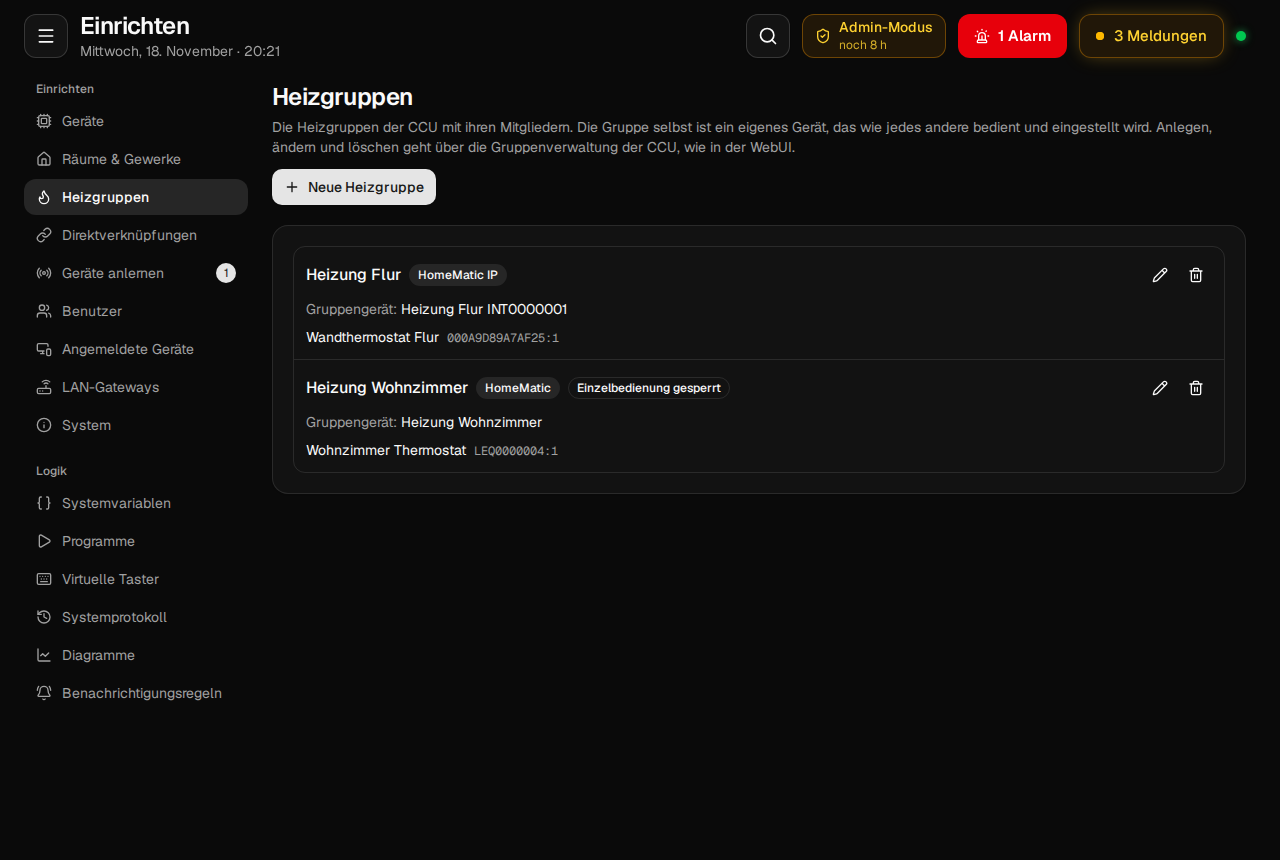 Einrichten
Mittwoch, 18. November · 20:21
Admin-Modus
noch 8 h
1 Alarm
3 Meldungen
Einrichten
Geräte
Räume & Gewerke
Heizgruppen
Direktverknüpfungen
Geräte anlernen
1
Benutzer
Angemeldete Geräte
LAN-Gateways
System
Logik
Systemvariablen
Programme
Virtuelle Taster
Systemprotokoll
Diagramme
Benachrichtigungsregeln
Heizgruppen
Die Heizgruppen der CCU mit ihren Mitgliedern. Die Gruppe selbst ist ein eigenes Gerät, das wie jedes andere bedient und eingestellt wird. Anlegen,
ändern und löschen geht über die Gruppenverwaltung der CCU, wie in der WebUI.
Neue Heizgruppe
Heizung Flur HomeMatic IP
Gruppengerät: Heizung Flur INT0000001
Wandthermostat Flur 000A9D89A7AF25:1
Heizung Wohnzimmer HomeMatic Einzelbedienung gesperrt
Gruppengerät: Heizung Wohnzimmer
Wohnzimmer Thermostat LEQ0000004:1